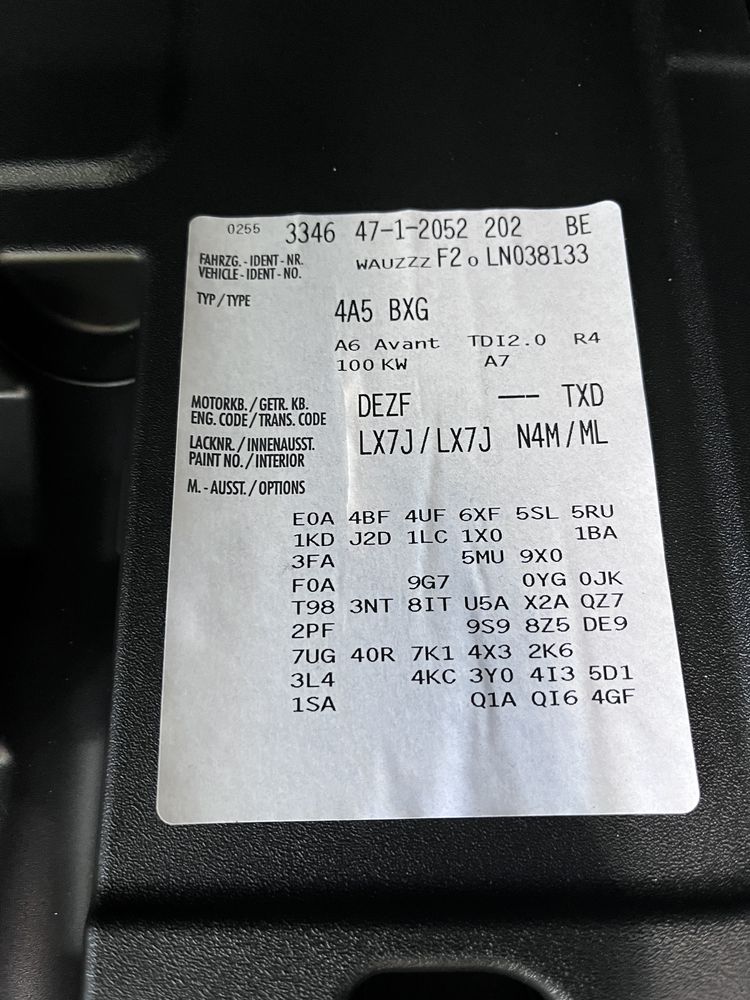 0255 3346 47-1-2052 202 BE
FAHRZG.-IDENT-NR.
VEHICLE-IDENT-NO.
WAUZZZ F2 0 LN038133
TYP/TYPE
4A5 BXG
A6 Avant TDI2.0 R4
100 KW A7
MOTORKB./GETR. KB.
ENG. CODE/TRANS. CODE
DEZF --- TXD
LACKNR./INNENAUSST.
PAINT NO./INTERIOR
LX7J/LX7J N4M/ML
M.-AUSST./OPTIONS
E0A 4BF 4UF 6XF 5SL 5RU
1KD J2D 1LC 1X0 1BA
3FA 5MU 9X0
F0A 9G7 0YG 0JK
T98 3NT 8IT U5A X2A QZ7
2PF 9S9 8Z5 DE9
7UG 40R 7K1 4X3 2K6
3L4 4KC 3Y0 4I3 5D1
1SA Q1A QI6 4GF